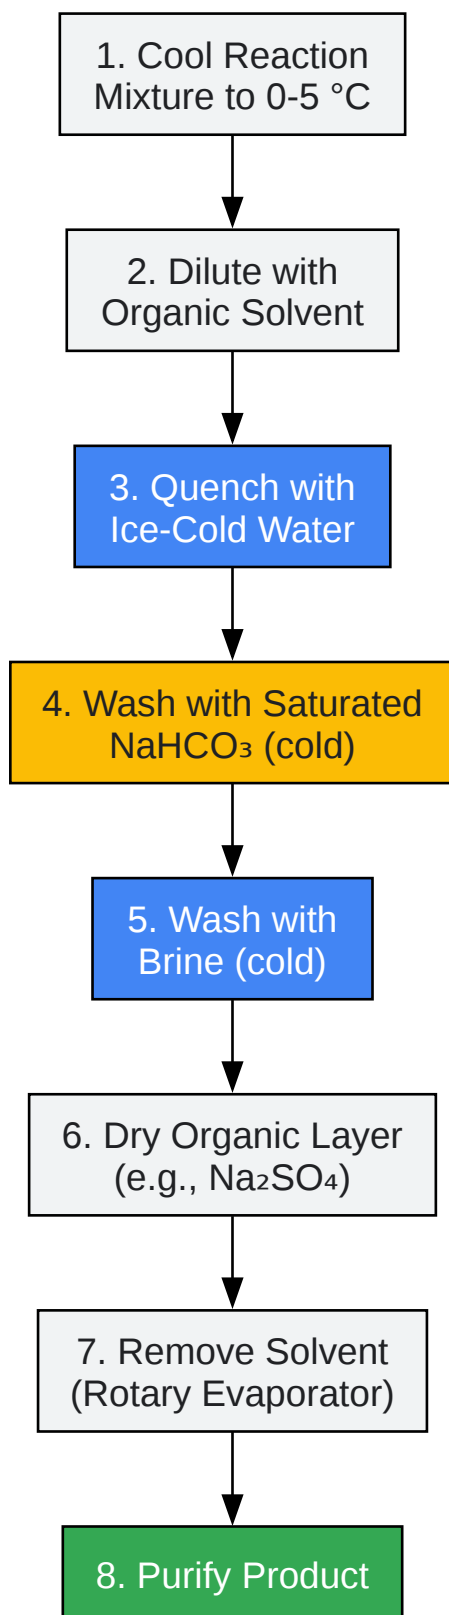 1. Cool Reaction
Mixture to 0-5 °C
2. Dilute with
Organic Solvent
3. Quench with
Ice-Cold Water
4. Wash with Saturated
NaHCO₃ (cold)
5. Wash with
Brine (cold)
6. Dry Organic Layer
(e.g., Na₂SO₄)
7. Remove Solvent
(Rotary Evaporator)
8. Purify Product